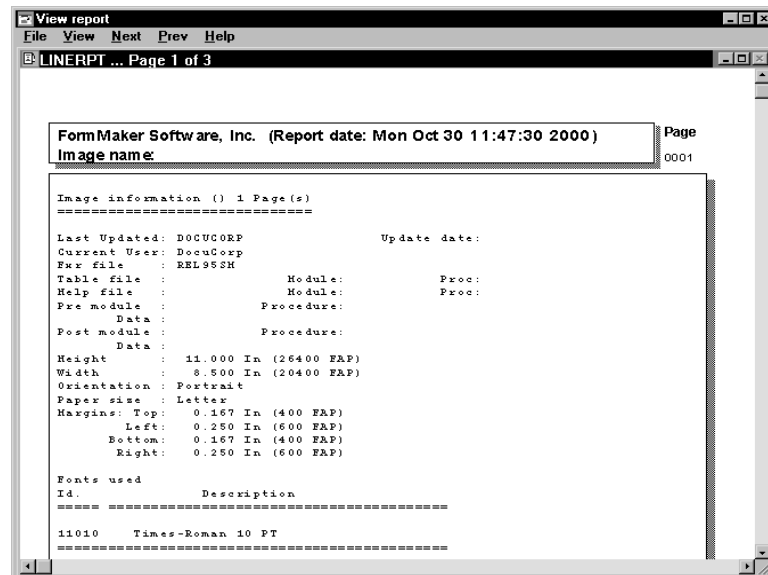 View report
File View Next Prev Help
LINERPT ... Page 1 of 3
FormMaker Software, Inc. (Report date: Mon Oct 30 11:47:30 2000) Page
Image name: 0001
Image information () 1 Page(s)
================================
Last Updated: DOCUCORP Update date:
Current User: DocuCorp
Fxr file : REL95SH
Table file : Module: Proc:
Help file : Module: Proc:
Pre module : Procedure:
Data :
Post module : Procedure:
Data :
Height : 11.000 In (26400 FAP)
Width : 8.500 In (20400 FAP)
Orientation : Portrait
Paper size : Letter
Margins: Top: 0.167 In (400 FAP)
Left: 0.250 In (600 FAP)
Bottom: 0.167 In (400 FAP)
Right: 0.250 In (600 FAP)
Fonts used
Id. Description
===== ===========================================
11010 Times-Roman 10 PT
=================================================